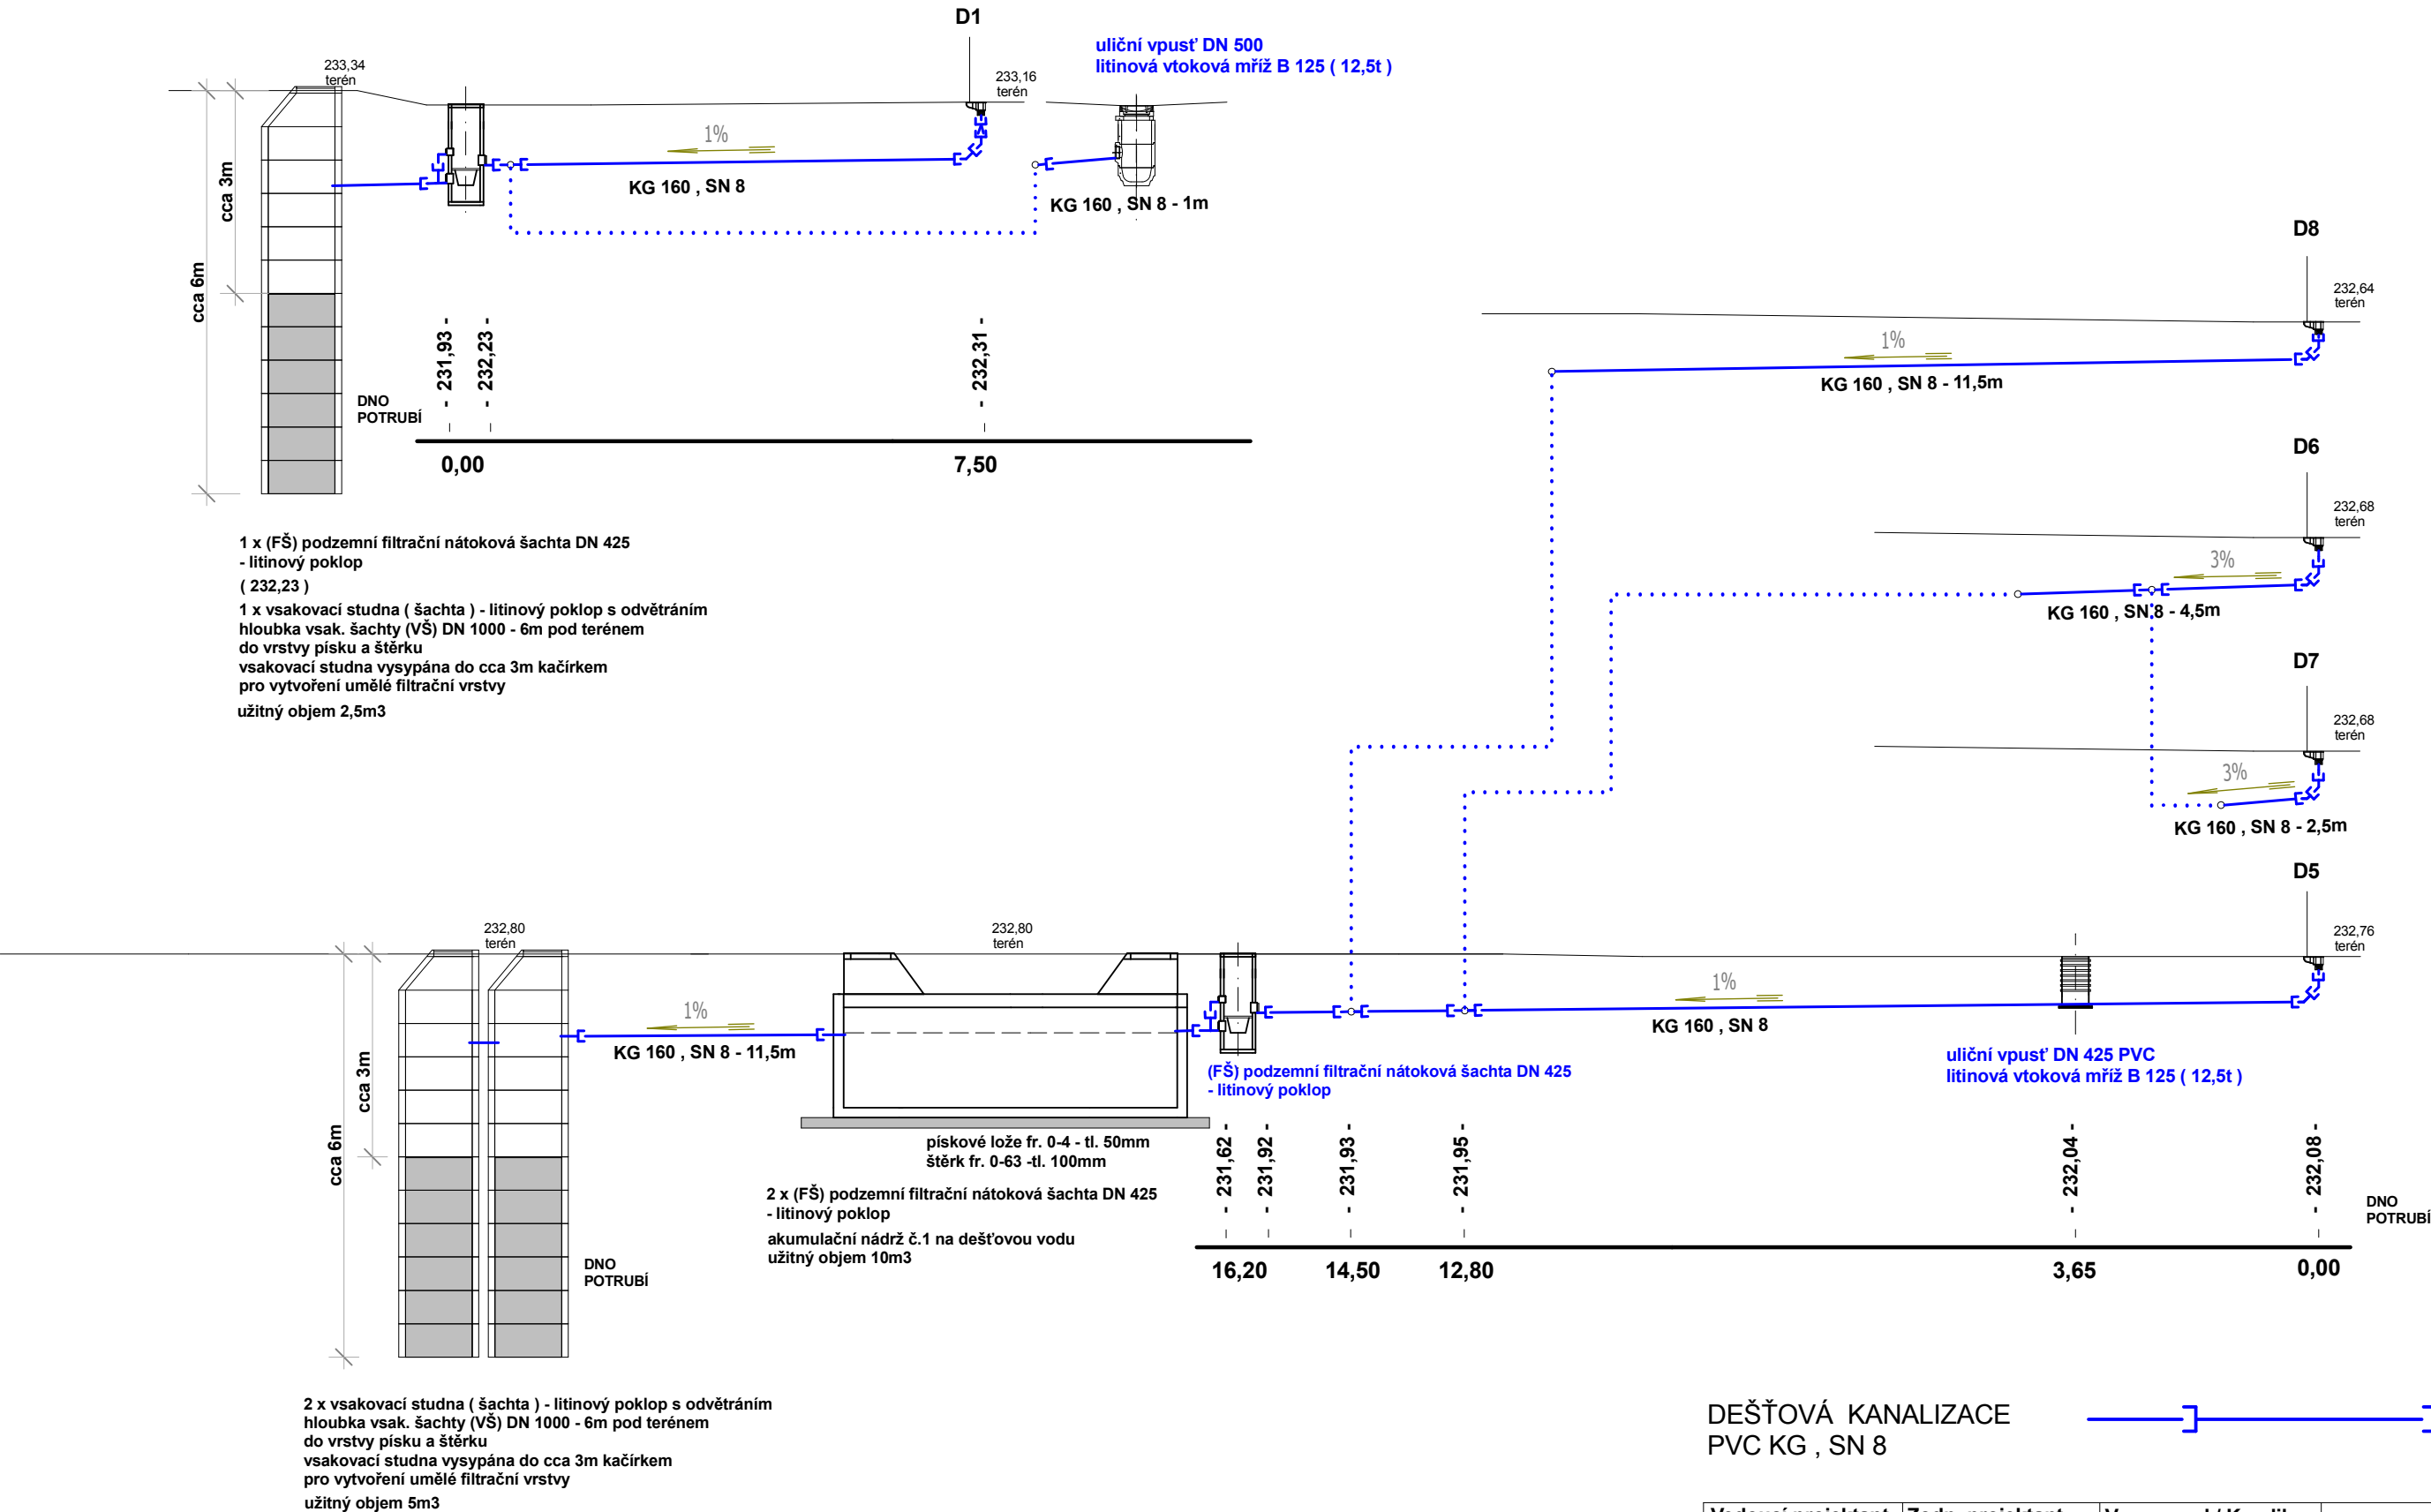 D1
uliční vpusť DN 500
litinová vtoková mříž B 125 ( 12,5t )
233,34
terén
233,16
terén
1%
KG 160 , SN 8
KG 160 , SN 8 - 1m
cca 3m
cca 6m
DNO
POTRUBÍ
- 231,93 -
- 232,23 -
- 232,31 -
0,00
7,50
1 x (FŠ) podzemní filtrační nátoková šachta DN 425
- litinový poklop
( 232,23 )
1 x vsakovací studna ( šachta ) - litinový poklop s odvětráním
hloubka vsak. šachty (VŠ) DN 1000 - 6m pod terénem
do vrstvy písku a štěrku
vsakovací studna vysypána do cca 3m kačírkem
pro vytvoření umělé filtrační vrstvy
užitný objem 2,5m3
D8
232,64
terén
1%
KG 160 , SN 8 - 11,5m
D6
232,68
terén
3%
KG 160 , SN 8 - 4,5m
D7
232,68
terén
3%
KG 160 , SN 8 - 2,5m
D5
232,76
terén
232,80
terén
232,80
terén
1%
KG 160 , SN 8 - 11,5m
1%
KG 160 , SN 8
cca 3m
cca 6m
(FŠ) podzemní filtrační nátoková šachta DN 425
- litinový poklop
uliční vpusť DN 425 PVC
litinová vtoková mříž B 125 ( 12,5t )
pískové lože fr. 0-4 - tl. 50mm
štěrk fr. 0-63 -tl. 100mm
2 x (FŠ) podzemní filtrační nátoková šachta DN 425
- litinový poklop
akumulační nádrž č.1 na dešťovou vodu
užitný objem 10m3
DNO
POTRUBÍ
- 231,62 -
- 231,92 -
- 231,93 -
- 231,95 -
- 232,04 -
- 232,08 -
DNO
POTRUBÍ
16,20
14,50
12,80
3,65
0,00
2 x vsakovací studna ( šachta ) - litinový poklop s odvětráním
hloubka vsak. šachty (VŠ) DN 1000 - 6m pod terénem
do vrstvy písku a štěrku
vsakovací studna vysypána do cca 3m kačírkem
pro vytvoření umělé filtrační vrstvy
užitný objem 5m3
DEŠŤOVÁ KANALIZACE
PVC KG , SN 8